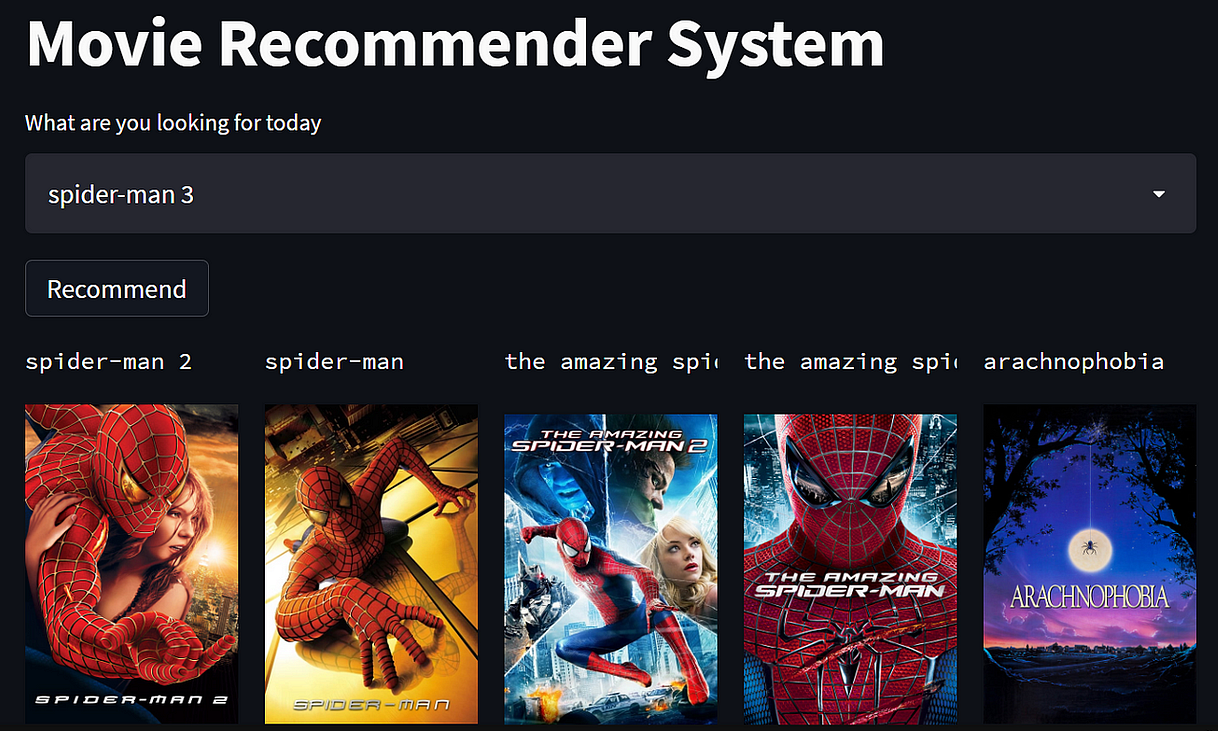 Movie Recommender System
What are you looking for today
spider-man 3
Recommend
spider-man 2
spider-man
the amazing spi
the amazing spi
arachnophobia
SPIDER-MAN 2
SPIDER-MAN
THE AMAZING
SPIDER-MAN 2
THE AMAZING
SPIDER-MAN
ARACHNOPHOBIA